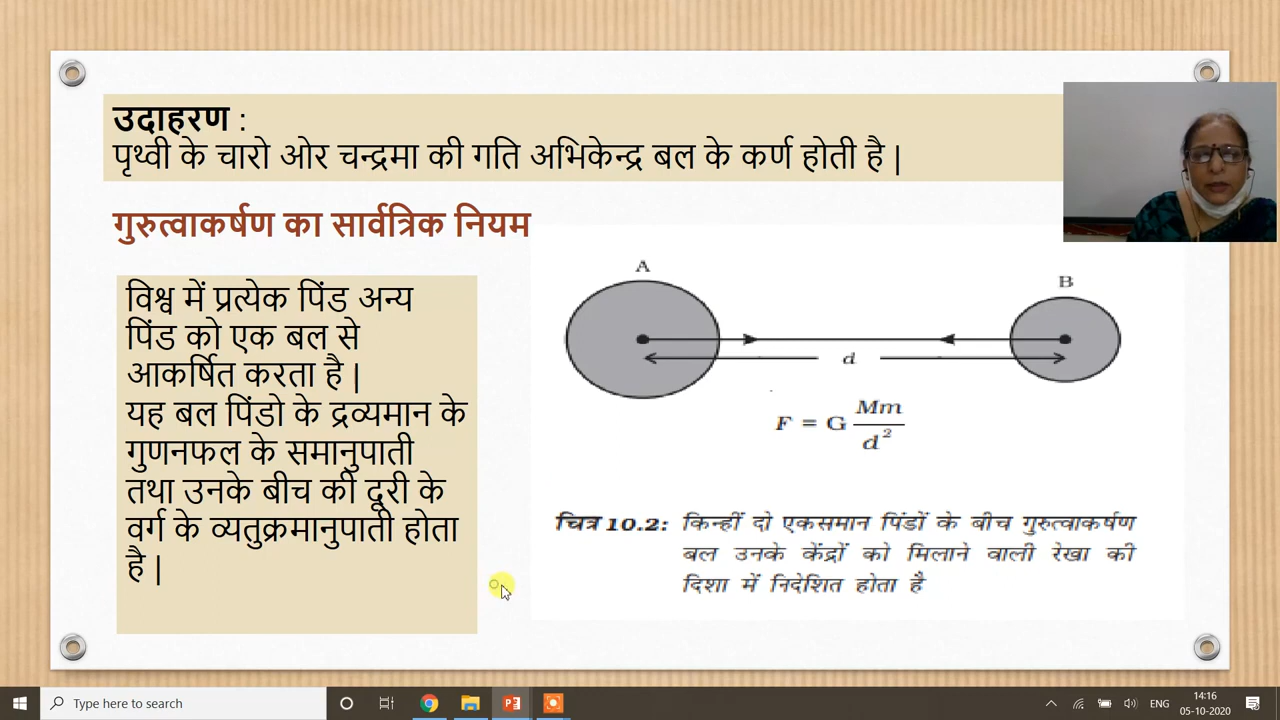 उदाहरण :
पृथ्वी के चारो ओर चन्द्रमा की गति अभिकेन्द्र बल के कर्ण होती है |
गुरुत्वाकर्षण का सार्वत्रिक नियम
विश्व में प्रत्येक पिंड अन्य
पिंड को एक बल से
आकर्षित करता है |
यह बल पिंडो के द्रव्यमान के
गुणनफल के समानुपाती
तथा उनके बीच की दूरी के
वर्ग के व्यतुक्रमानुपाती होता
है |
A
B
d
F = G Mm / d²
चित्र 10.2: किन्हीं दो एकसमान पिंडों के बीच गुरुत्वाकर्षण
बल उनके केंद्रों को मिलाने वाली रेखा की
दिशा में निदेशित होता है
Type here to search
ENG
14:16
05-10-2020